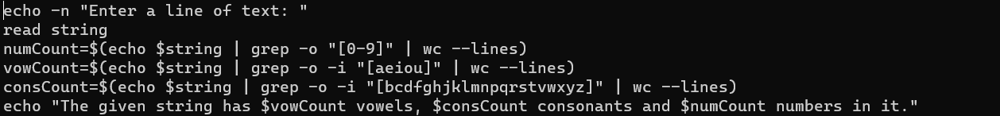 echo -n "Enter a line of text: "
read string
numCount=$(echo $string | grep -o "[0-9]" | wc --lines)
vowCount=$(echo $string | grep -o -i "[aeiou]" | wc --lines)
consCount=$(echo $string | grep -o -i "[bcdfghjklmnpqrstvwxyz]" | wc --lines)
echo "The given string has $vowCount vowels, $consCount consonants and $numCount numbers in it."